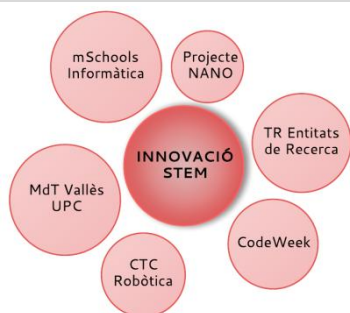 mSchools
Informàtica
Projecte
NANO
INNOVACIÓ
STEM
TR Entitats
de Recerca
MdT Vallès
UPC
CodeWeek
CTC
Robòtica